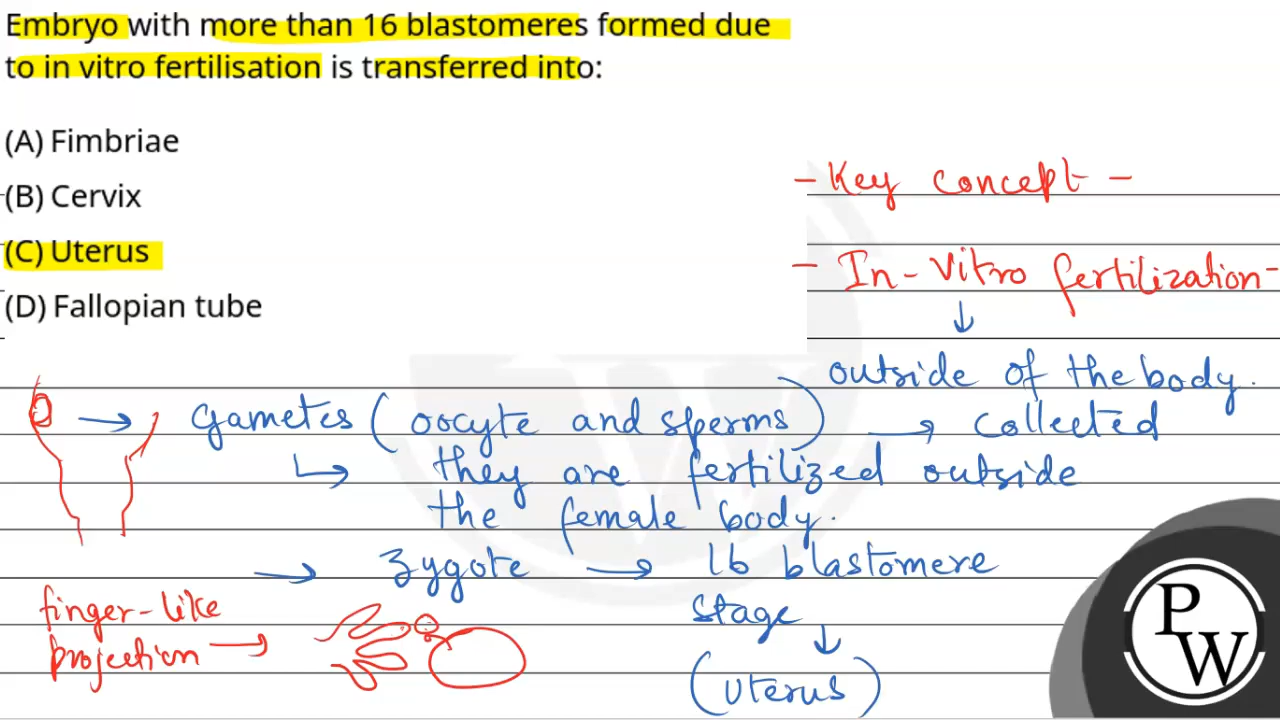 Embryo with more than 16 blastomeres formed due
to in vitro fertilisation is transferred into:
(A) Fimbriae
(B) Cervix
(C) Uterus
(D) Fallopian tube
- Key concept -
- In-Vitro fertilization-
↓
outside of the body.
→ gametes (oocyte and sperms) → collected
↳ they are fertilized outside
the female body.
→ zygote → 16 blastomere
stage
↓
(uterus)
finger-like
projection →
PW